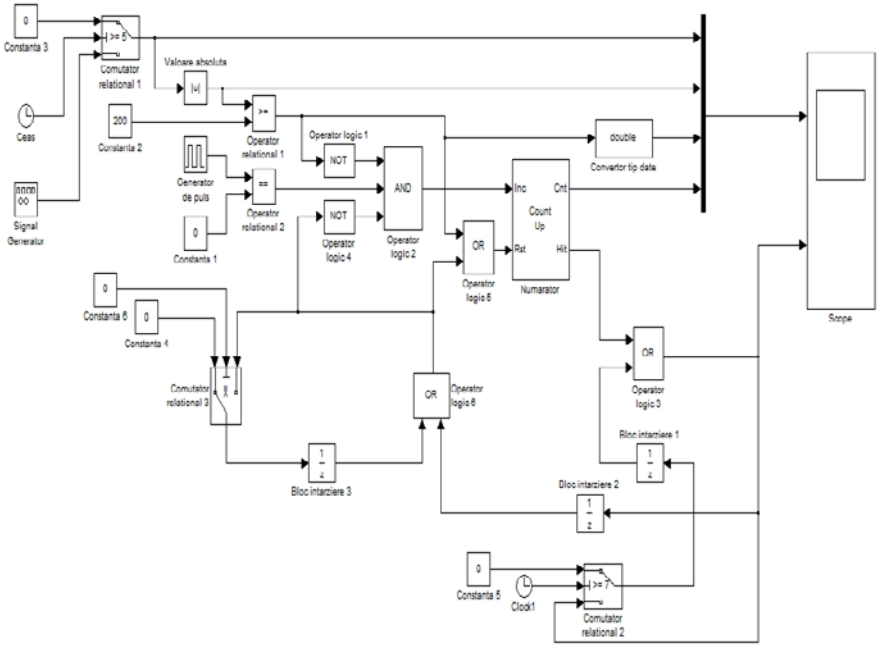 0
Constanta 3
>= 5
Comutator
relational 1
Ceas
Signal
Generator
Valoare absoluta
|u|
200
Constanta 2
>=
Operator
relational 1
Generator
de puls
==
Operator
relational 2
0
Constanta 1
Operator logic 1
NOT
NOT
Operator
logic 4
AND
Operator
logic 2
OR
Operator
logic 5
Inc
Cnt
Count
Up
Rst
Hit
Numarator
double
Convertor tip date
Scope
0
Constanta 6
0
Constanta 4
Comutator
relational 3
>=
OR
Operator
logic 6
OR
Operator
logic 3
1
z
Bloc intarziere 3
Bloc intarziere 1
1
z
Bloc intarziere 2
1
z
0
Constanta 5
Clock1
>= 7
Comutator
relational 2